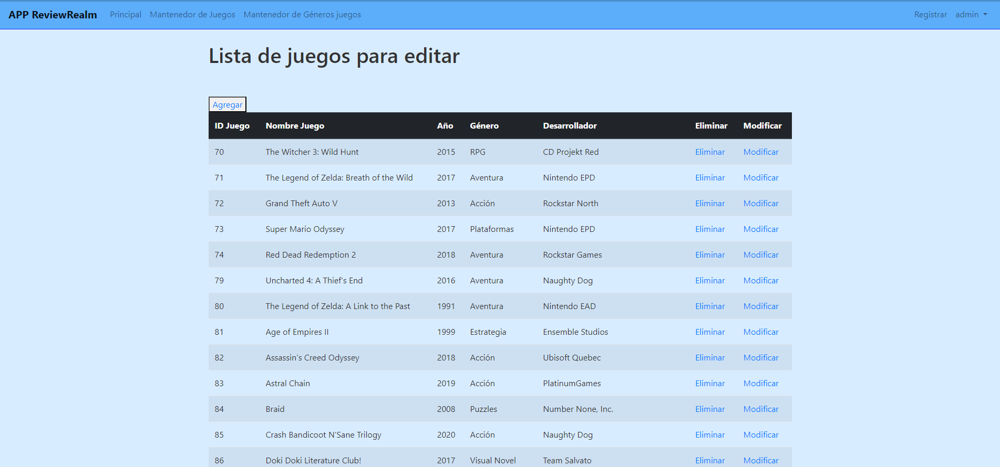 APP ReviewRealm Principal Mantenedor de Juegos Mantenedor de Géneros juegos Registrar admin
Lista de juegos para editar
Agregar
ID Juego Nombre Juego Año Género Desarrollador Eliminar Modificar
70 The Witcher 3: Wild Hunt 2015 RPG CD Projekt Red Eliminar Modificar
71 The Legend of Zelda: Breath of the Wild 2017 Aventura Nintendo EPD Eliminar Modificar
72 Grand Theft Auto V 2013 Acción Rockstar North Eliminar Modificar
73 Super Mario Odyssey 2017 Plataformas Nintendo EPD Eliminar Modificar
74 Red Dead Redemption 2 2018 Aventura Rockstar Games Eliminar Modificar
79 Uncharted 4: A Thief's End 2016 Aventura Naughty Dog Eliminar Modificar
80 The Legend of Zelda: A Link to the Past 1991 Aventura Nintendo EAD Eliminar Modificar
81 Age of Empires II 1999 Estrategia Ensemble Studios Eliminar Modificar
82 Assassin's Creed Odyssey 2018 Acción Ubisoft Quebec Eliminar Modificar
83 Astral Chain 2019 Acción PlatinumGames Eliminar Modificar
84 Braid 2008 Puzzles Number None, Inc. Eliminar Modificar
85 Crash Bandicoot N'Sane Trilogy 2020 Acción Naughty Dog Eliminar Modificar
86 Doki Doki Literature Club! 2017 Visual Novel Team Salvato Eliminar Modificar